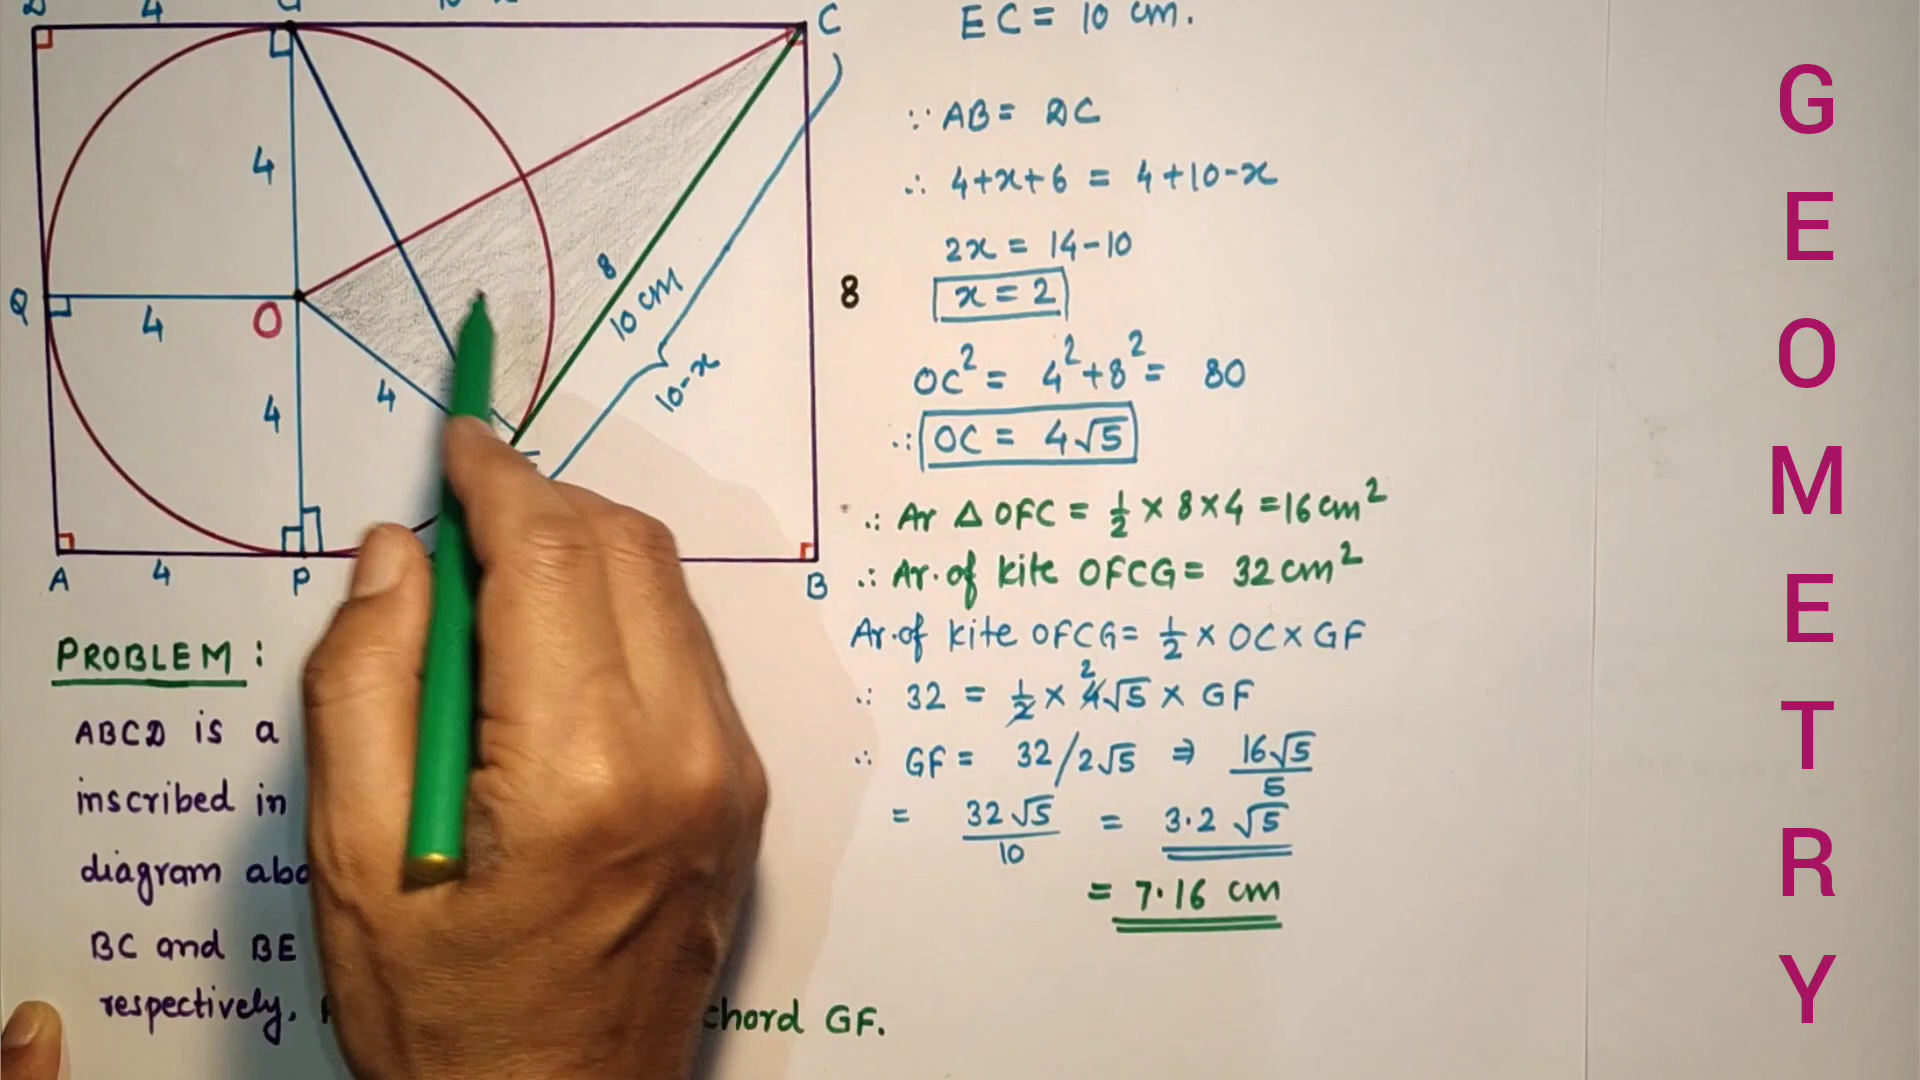 4
C
4
Q
4
O
4
4
8
10 cm
10-x
8
A
4
P
B
EC = 10 cm.
∵ AB = DC
∴ 4+x+6 = 4+10-x
2x = 14-10
x = 2
OC² = 4²+8² = 80
∴ OC = 4√5
∴ Ar △ OFC = ½ × 8 × 4 = 16 cm²
∴ Ar. of kite OFCG = 32 cm²
Ar. of kite OFCG = ½ × OC × GF
∴ 32 = ½ × 4√5 × GF
2
∴ GF = 32/2√5 ⇒ 16√5/5
= 32√5/10 = 3.2 √5
= 7.16 cm
PROBLEM :
ABCD is a
inscribed in
diagram
BC and BE
respectively. chord GF.
GEOMETRY